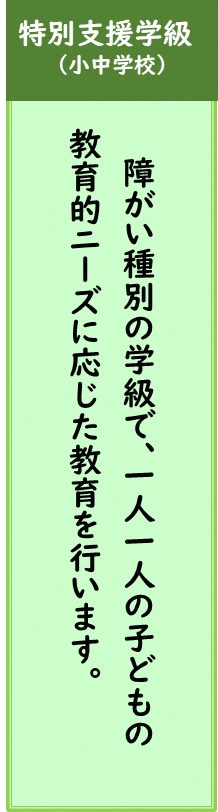 特別支援学級
（小中学校）
障がい種別の学級で、一人一人の子どもの
教育的ニーズに応じた教育を行います。